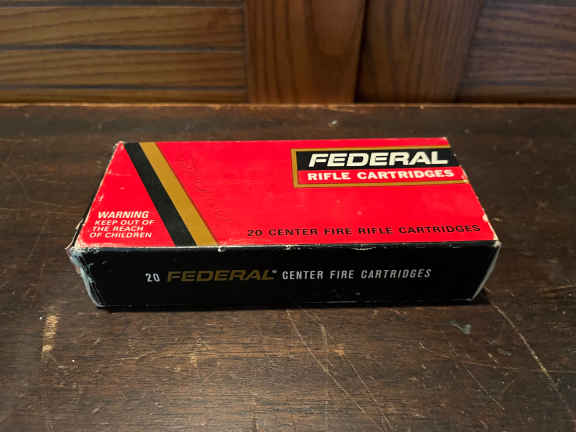 FEDERAL
RIFLE CARTRIDGES
WARNING
KEEP OUT OF
THE REACH
OF CHILDREN
20 CENTER FIRE RIFLE CARTRIDGES
20 FEDERAL® CENTER FIRE CARTRIDGES